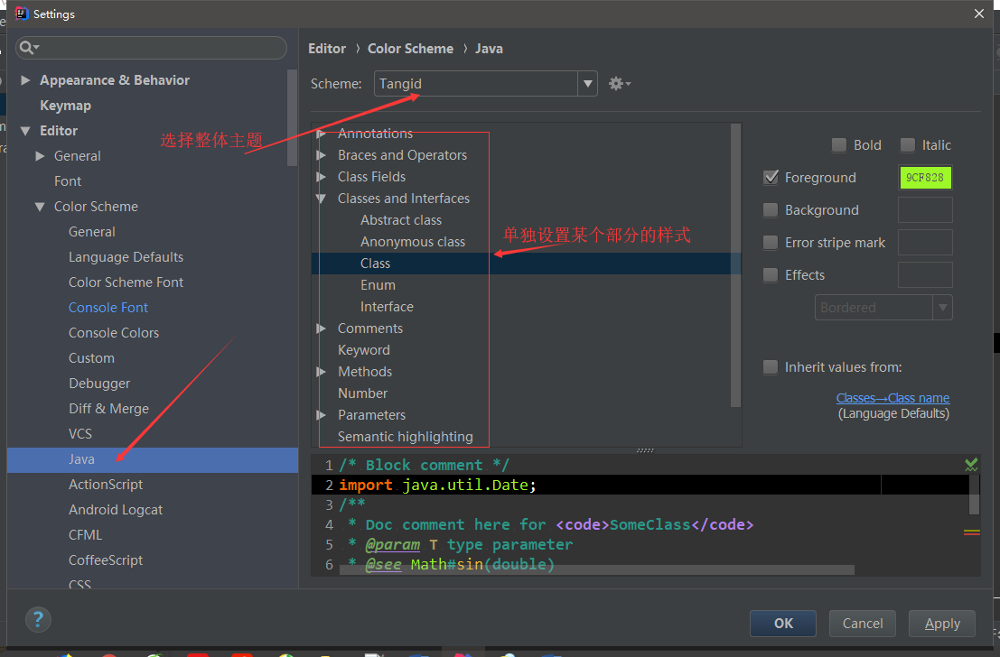 Settings
Editor › Color Scheme › Java
Scheme: Tangid
Appearance & Behavior
Keymap
Editor
General
Font
Color Scheme
General
Language Defaults
Color Scheme Font
Console Font
Console Colors
Custom
Debugger
Diff & Merge
VCS
Java
ActionScript
Android Logcat
CFML
CoffeeScript
CSS
选择整体主题
Annotations
Braces and Operators
Class Fields
Classes and Interfaces
Abstract class
Anonymous class
Class
Enum
Interface
Comments
Keyword
Methods
Number
Parameters
Semantic highlighting
单独设置某个部分的样式
Bold Italic
Foreground 9CF828
Background
Error stripe mark
Effects
Bordered
Inherit values from:
Classes→Class name
(Language Defaults)
1 /* Block comment */
2 import java.util.Date;
3 /**
4 * Doc comment here for <code>SomeClass</code>
5 * @param T type parameter
6 * @see Math#sin(double)
?
OK Cancel Apply